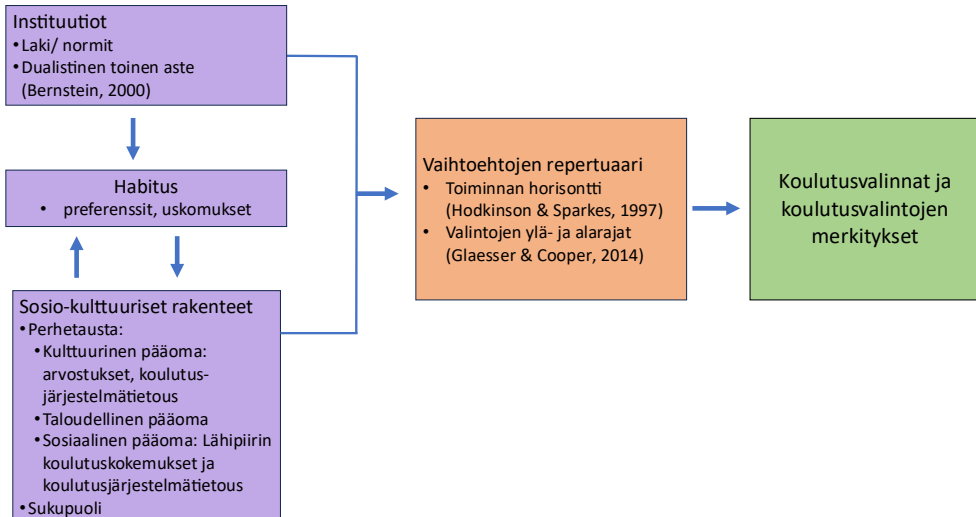 Instituutiot
•Laki/ normit
•Dualistinen toinen aste
(Bernstein, 2000)
Habitus
• preferenssit, uskomukset
Sosio-kulttuuriset rakenteet
•Perhetausta:
•Kulttuurinen pääoma:
arvostukset, koulutus-
järjestelmätietous
•Taloudellinen pääoma
•Sosiaalinen pääoma: Lähipiirin
koulutuskokemukset ja
koulutusjärjestelmätietous
•Sukupuoli
Vaihtoehtojen repertuaari
• Toiminnan horisontti
(Hodkinson & Sparkes, 1997)
• Valintojen ylä- ja alarajat
(Glaesser & Cooper, 2014)
Koulutusvalinnat ja
koulutusvalintojen
merkitykset